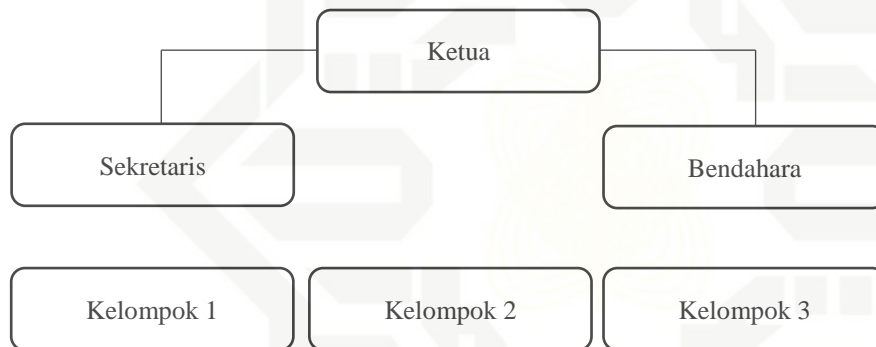 Ketua
Sekretaris
Bendahara
Kelompok 1
Kelompok 2
Kelompok 3